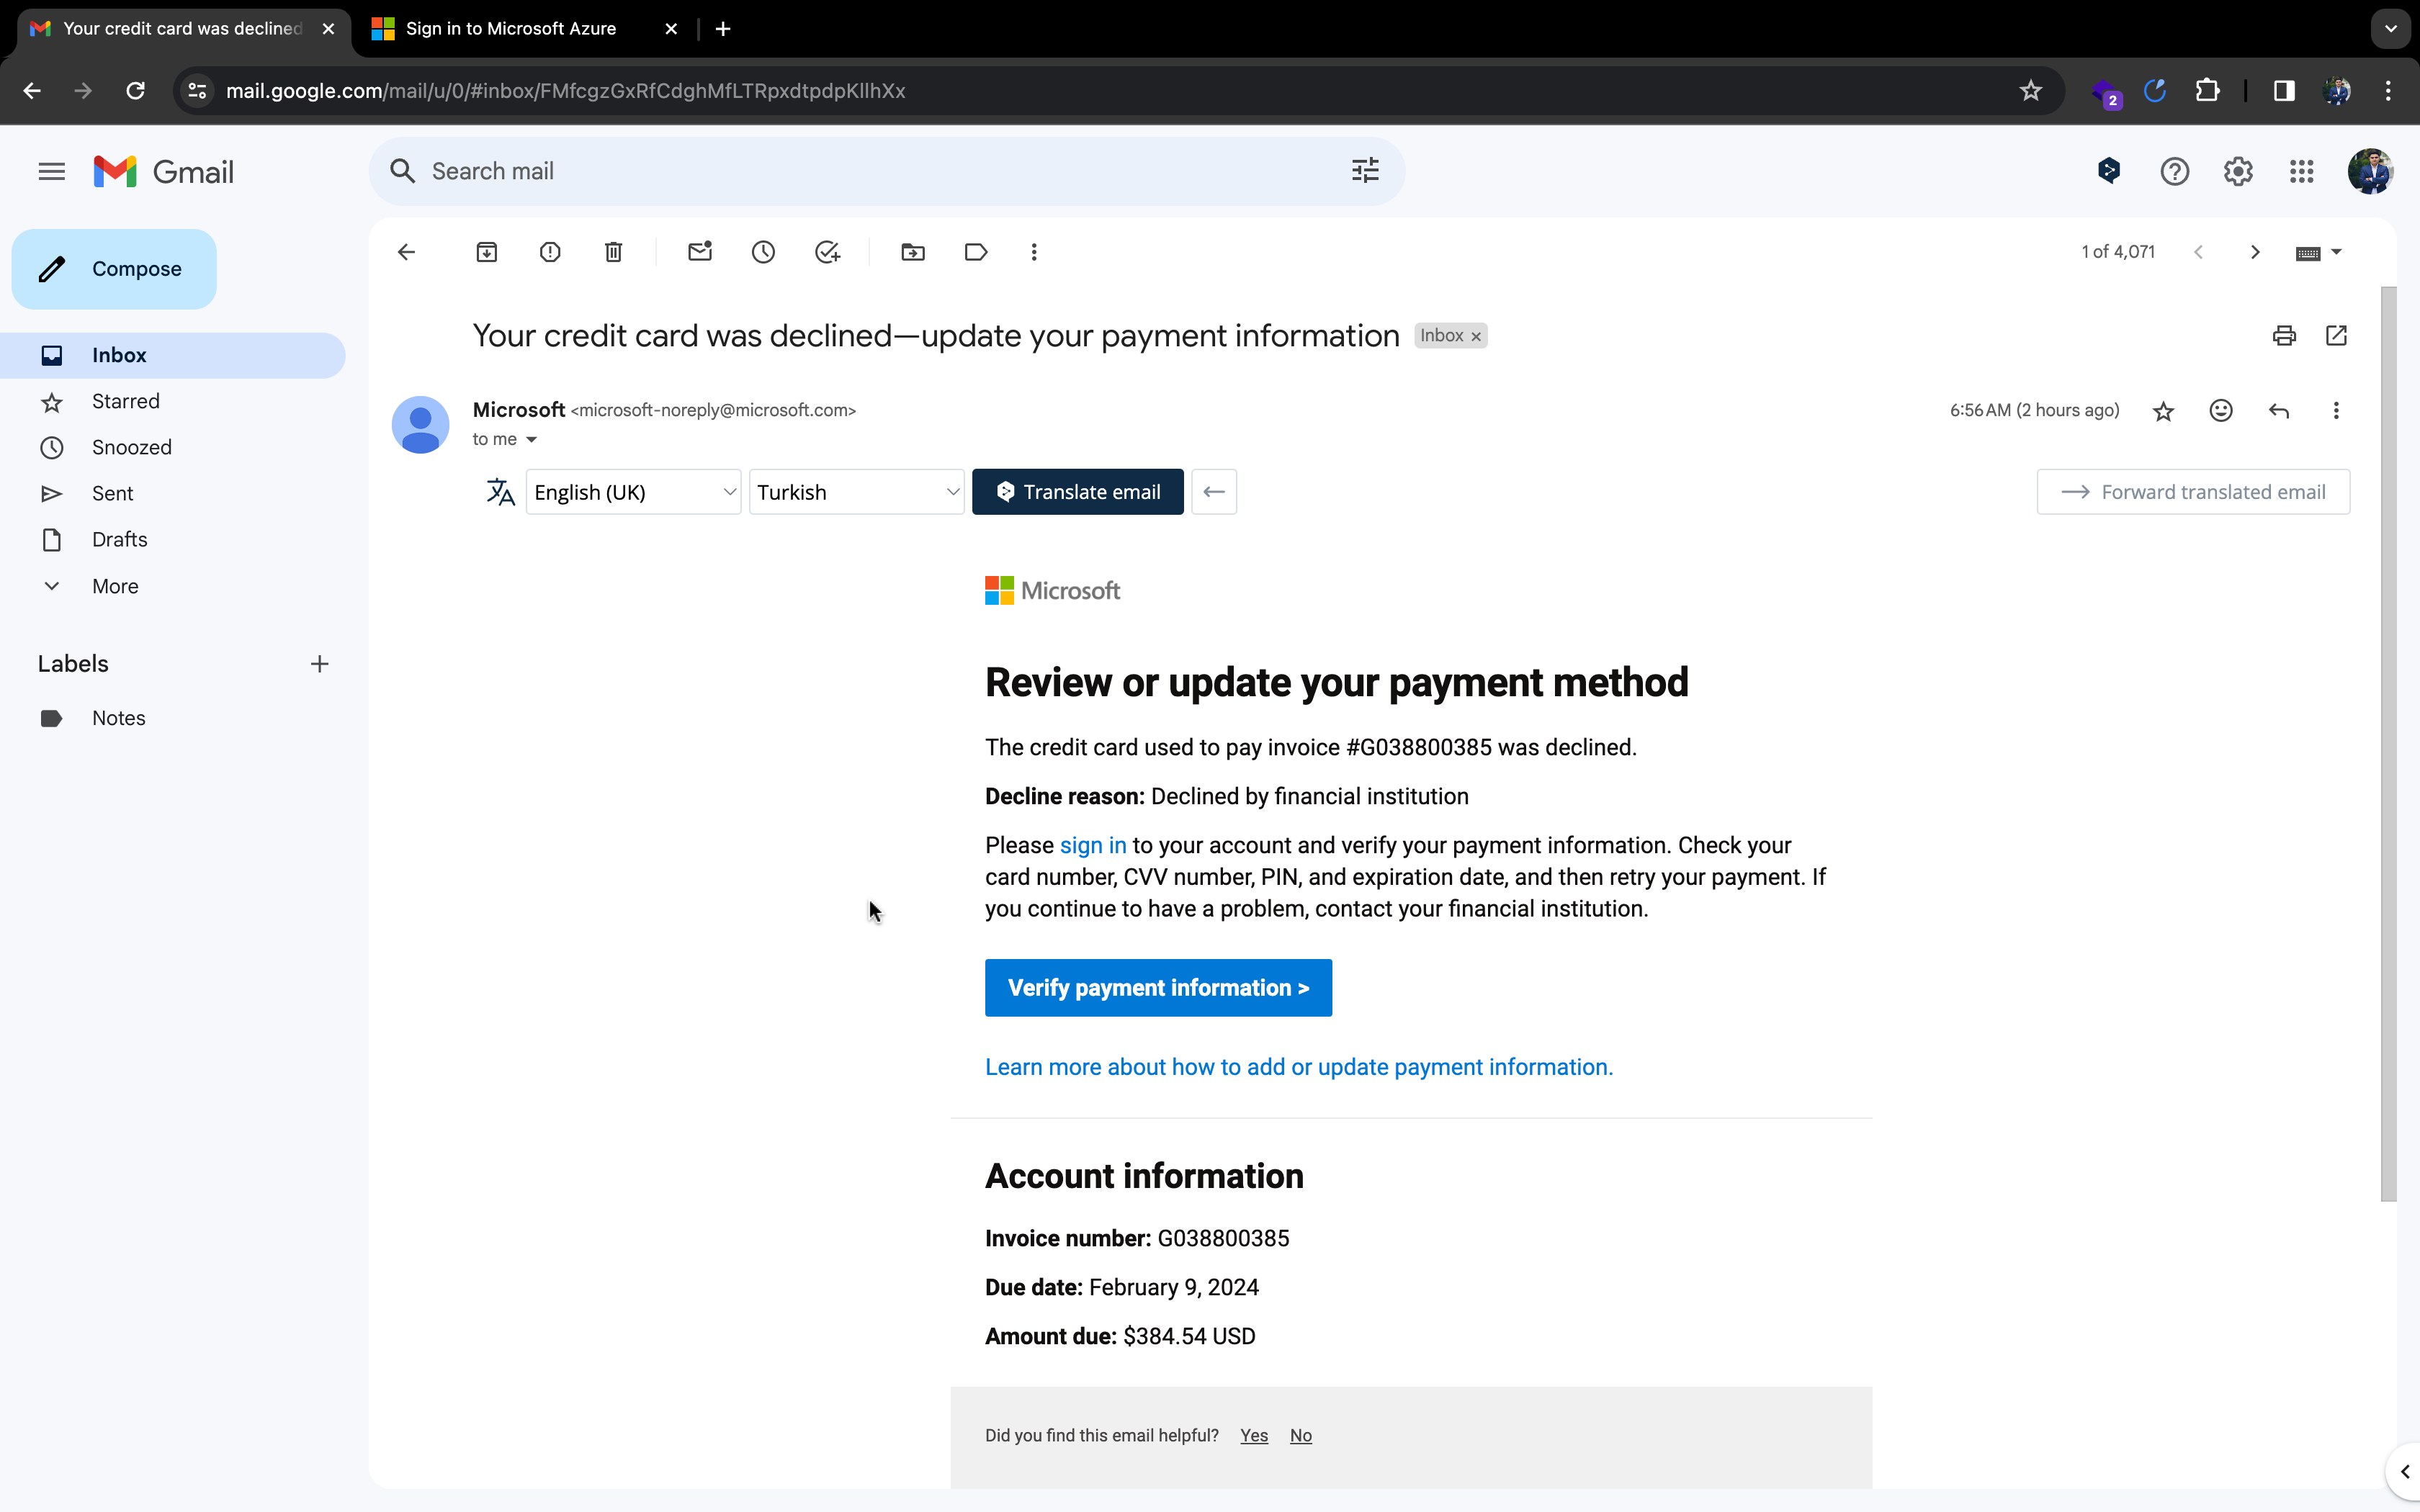 Your credit card was declined
Sign in to Microsoft Azure
mail.google.com/mail/u/0/#inbox/FMfcgzGxRfCdghMfLTRpxdtpdpKllhXx
2
Gmail
Search mail
Compose
1 of 4,071
Inbox
Starred
Snoozed
Sent
Drafts
More
Labels
Notes
Your credit card was declined—update your payment information Inbox
Microsoft <microsoft-noreply@microsoft.com>
6:56 AM (2 hours ago)
to me
English (UK)
Turkish
Translate email
Forward translated email
Microsoft
Review or update your payment method
The credit card used to pay invoice #G038800385 was declined.
Decline reason: Declined by financial institution
Please sign in to your account and verify your payment information. Check your
card number, CVV number, PIN, and expiration date, and then retry your payment. If
you continue to have a problem, contact your financial institution.
Verify payment information >
Learn more about how to add or update payment information.
Account information
Invoice number: G038800385
Due date: February 9, 2024
Amount due: $384.54 USD
Did you find this email helpful? Yes No